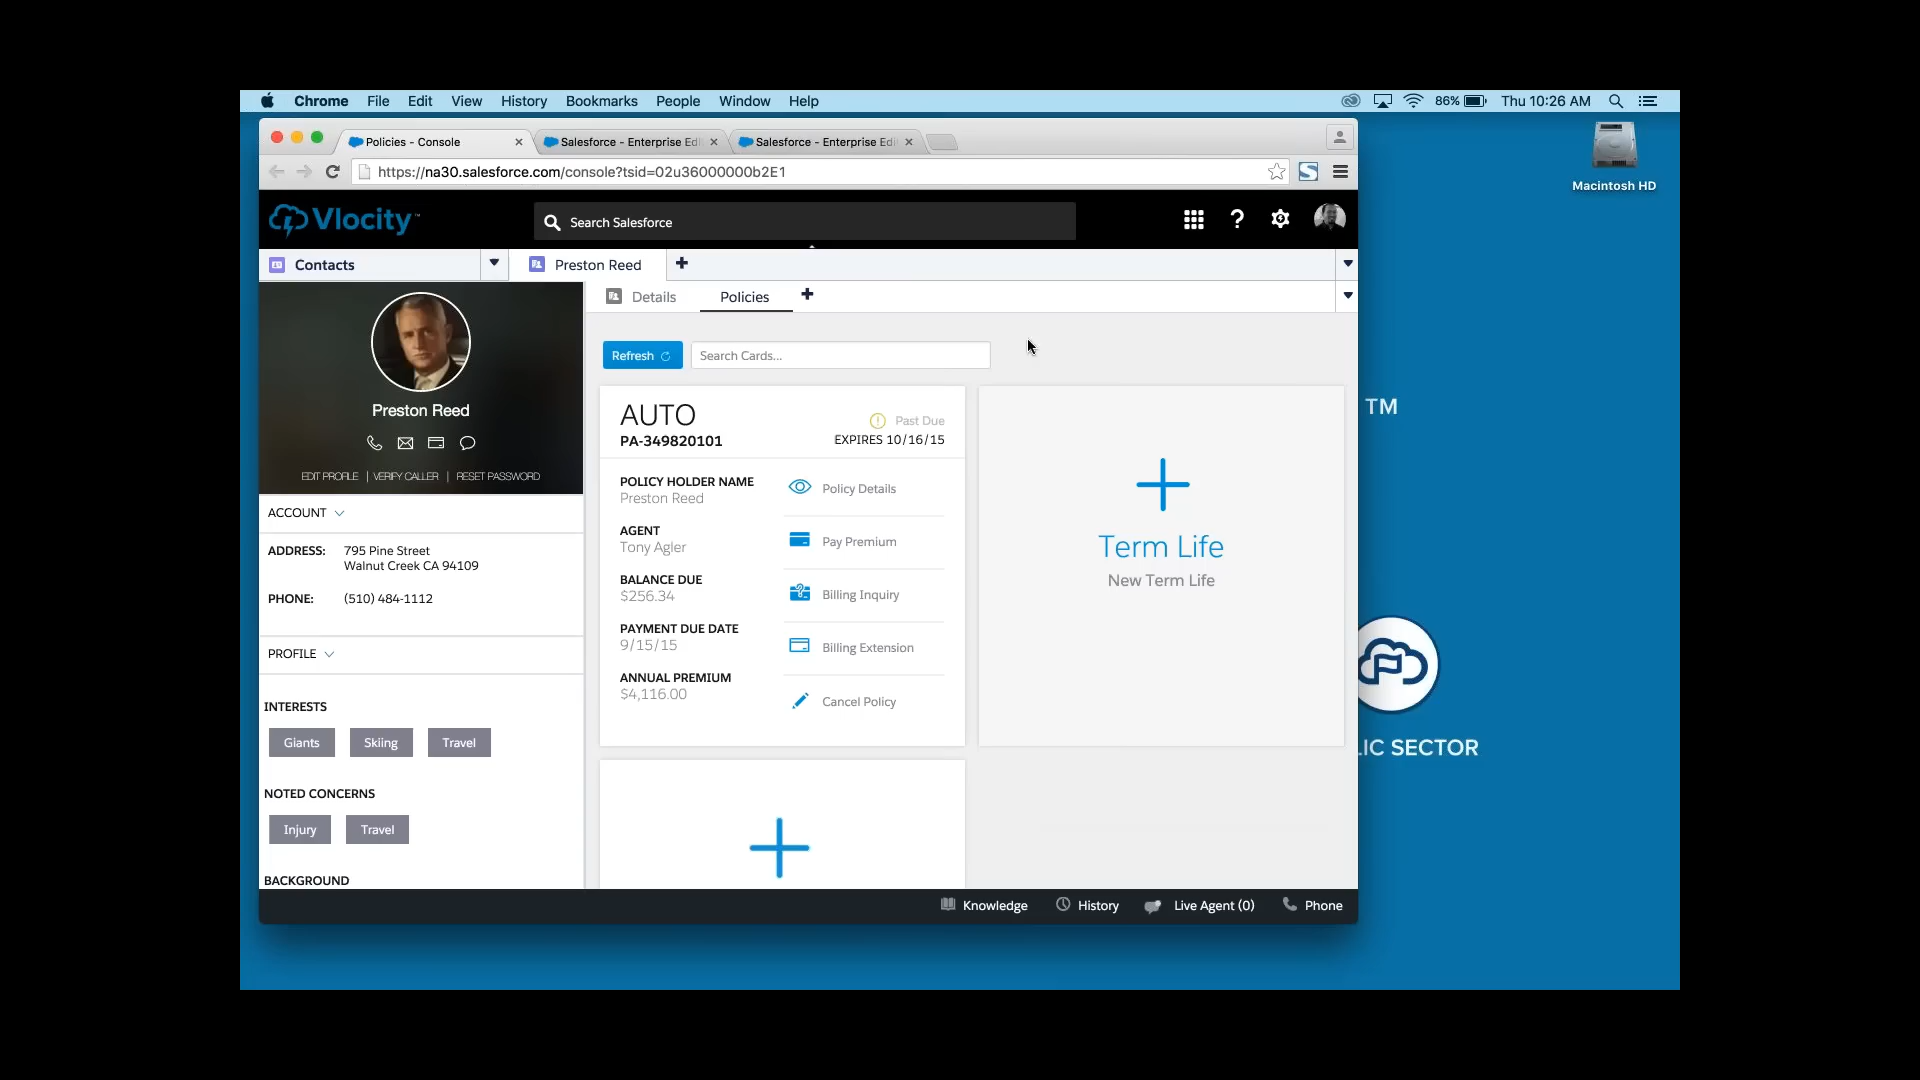 Chrome File Edit View History Bookmarks People Window Help 86% Thu 10:26 AM
Macintosh HD
Policies - Console
Salesforce - Enterprise Edi
Salesforce - Enterprise Edi
https://na30.salesforce.com/console?tsid=02u36000000b2E1
Vlocity™
Search Salesforce
Contacts
Preston Reed
Details
Policies
Preston Reed
EDIT PROFILE | VERIFY CALLER | RESET PASSWORD
ACCOUNT
ADDRESS: 795 Pine Street
Walnut Creek CA 94109
PHONE: (510) 484-1112
PROFILE
INTERESTS
Giants Skiing Travel
NOTED CONCERNS
Injury Travel
BACKGROUND
Refresh
Search Cards...
AUTO
PA-349820101
Past Due
EXPIRES 10/16/15
POLICY HOLDER NAME
Preston Reed
AGENT
Tony Agler
BALANCE DUE
$256.34
PAYMENT DUE DATE
9/15/15
ANNUAL PREMIUM
$4,116.00
Policy Details
Pay Premium
Billing Inquiry
Billing Extension
Cancel Policy
Term Life
New Term Life
TM
LIC SECTOR
Knowledge
History
Live Agent (0)
Phone